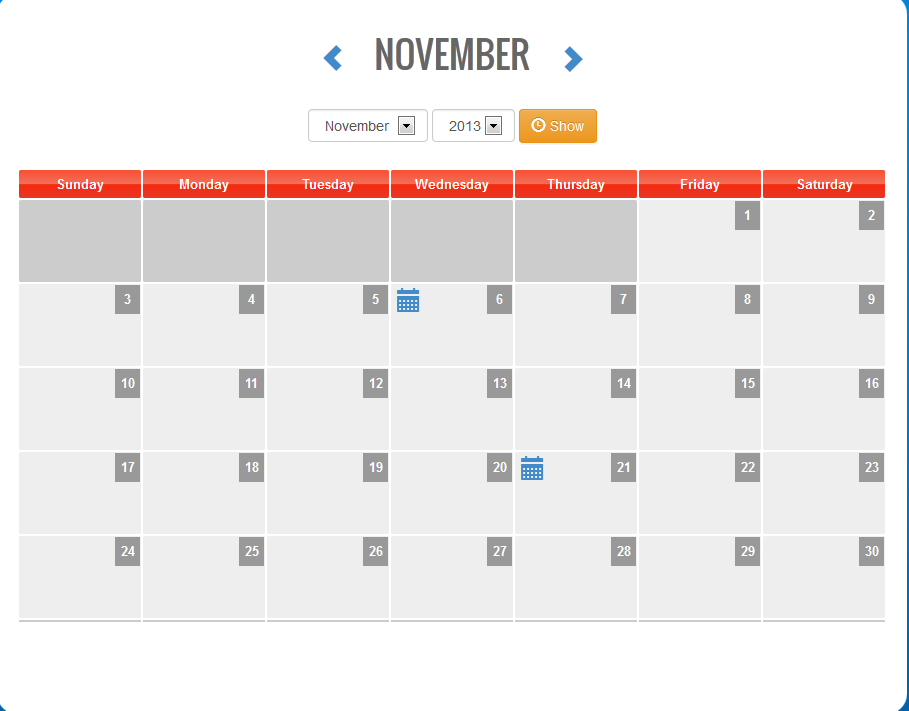 NOVEMBER
November 2013 Show
Sunday Monday Tuesday Wednesday Thursday Friday Saturday
1 2
3 4 5 6 7 8 9
10 11 12 13 14 15 16
17 18 19 20 21 22 23
24 25 26 27 28 29 30